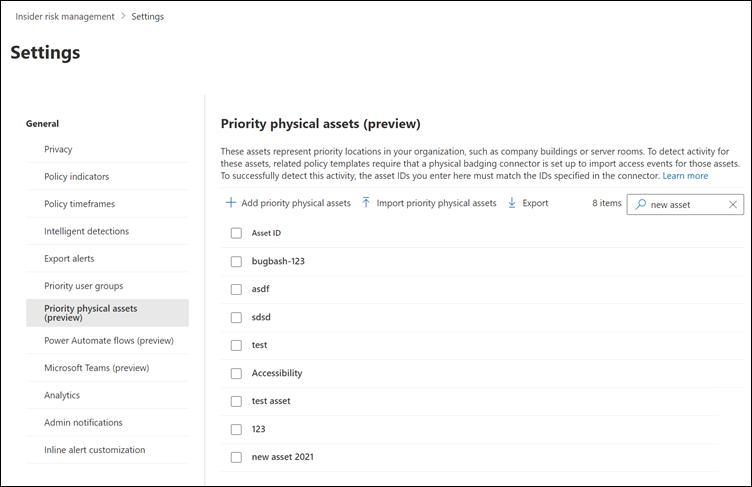 Insider risk management > Settings
Settings
General
Privacy
Policy indicators
Policy timeframes
Intelligent detections
Export alerts
Priority user groups
Priority physical assets
(preview)
Power Automate flows (preview)
Microsoft Teams (preview)
Analytics
Admin notifications
Inline alert customization
Priority physical assets (preview)
These assets represent priority locations in your organization, such as company buildings or server rooms. To detect activity for
these assets, related policy templates require that a physical badging connector is set up to import access events for those assets.
To successfully detect this activity, the asset IDs you enter here must match the IDs specified in the connector. Learn more
Add priority physical assets Import priority physical assets Export 8 items new asset
Asset ID
bugbash-123
asdf
sdsd
test
Accessibility
test asset
123
new asset 2021